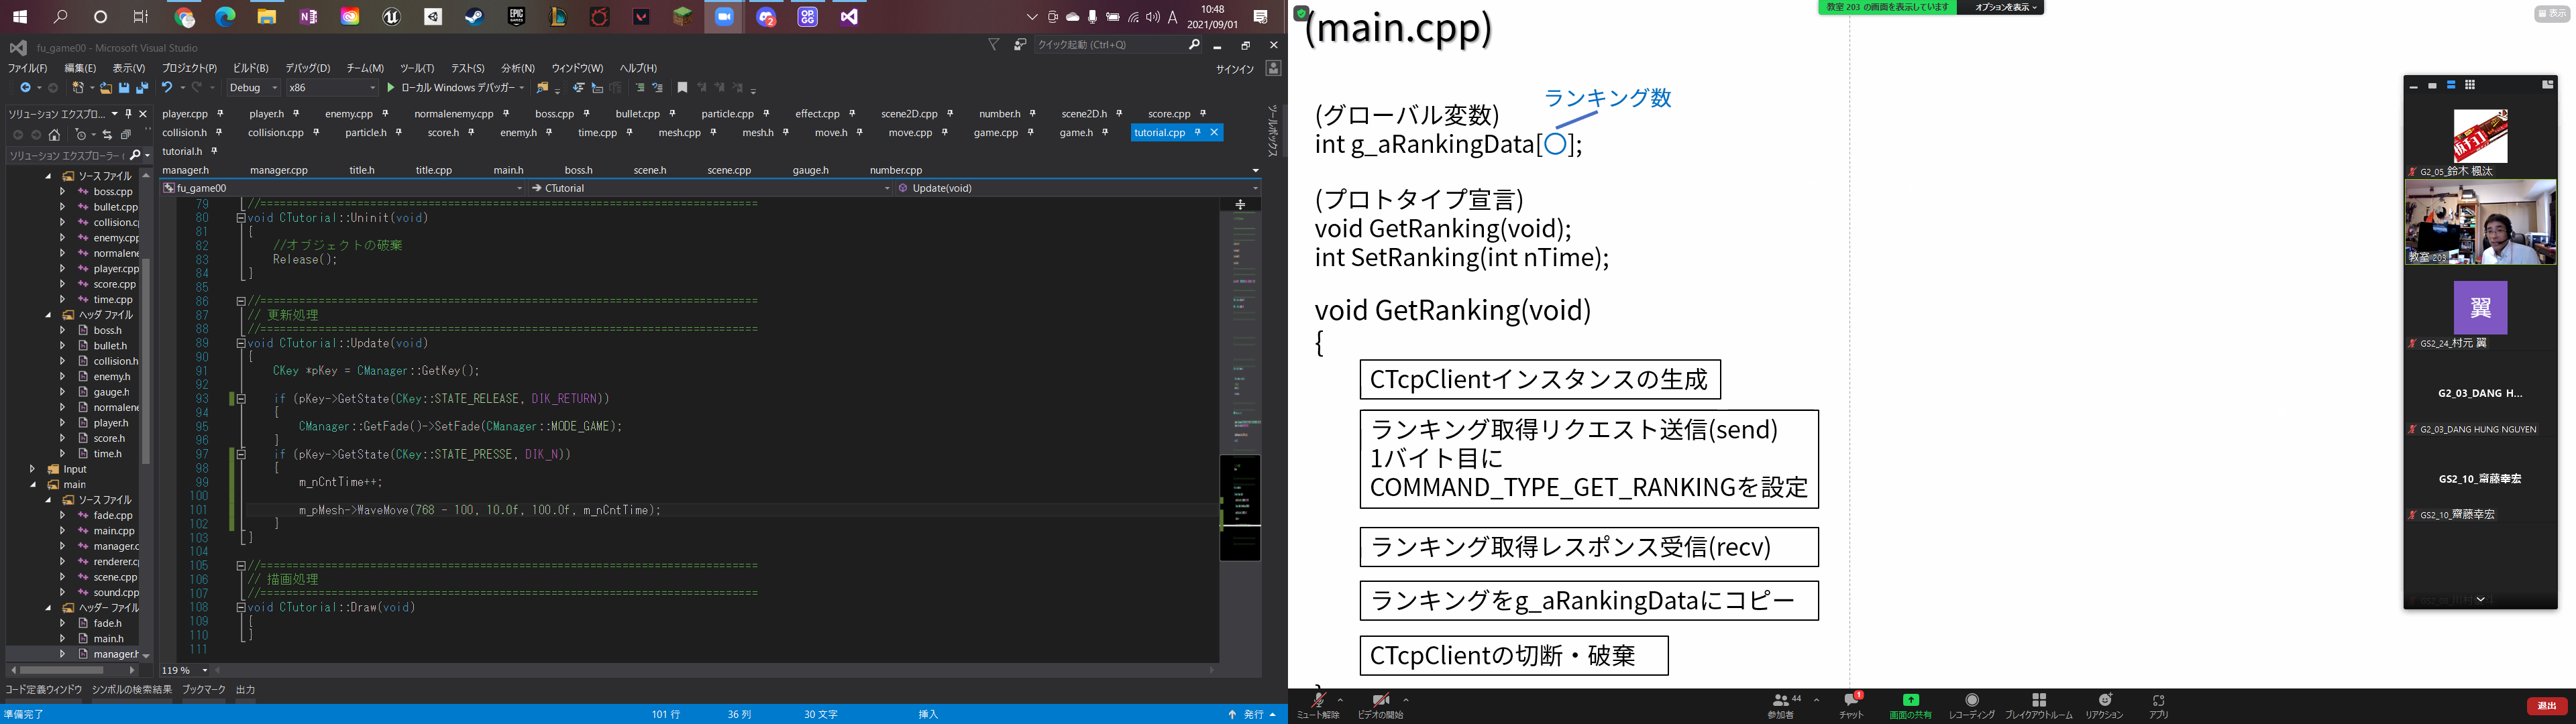 10:48
2021/09/01
fu_game00 - Microsoft Visual Studio
クイック起動 (Ctrl+Q)
ファイル(F) 編集(E) 表示(V) プロジェクト(P) ビルド(B) デバッグ(D) チーム(M) ツール(T) テスト(S) 分析(N) ウィンドウ(W) ヘルプ(H)
サインイン
Debug x86 ローカル Windows デバッガー
ソリューション エクスプロ...
ソリューション エクスプローラー (
player.cpp player.h enemy.cpp normalenemy.cpp boss.cpp bullet.cpp particle.cpp effect.cpp scene2D.cpp number.h scene2D.h score.cpp
collision.h collision.cpp particle.h score.h enemy.h time.cpp mesh.cpp mesh.h move.h move.cpp game.cpp game.h tutorial.cpp
tutorial.h
manager.h manager.cpp title.h title.cpp main.h boss.h scene.h scene.cpp gauge.h number.cpp
ツールボックス
fu_game00 CTutorial Update(void)
ソース ファイル
boss.cpp
bullet.cpp
collision.c
enemy.cpp
normalene
player.cpp
score.cpp
time.cpp
ヘッダ ファイル
boss.h
bullet.h
collision.h
enemy.h
gauge.h
normalene
player.h
score.h
time.h
Input
main
ソース ファイル
fade.cpp
main.cpp
manager.c
renderer.c
scene.cpp
sound.cpp
ヘッダー ファイル
fade.h
main.h
manager.h
79 //=============================================================================
80 void CTutorial::Uninit(void)
81 {
82 //オブジェクトの破棄
83 Release();
84 }
85
86 //=============================================================================
87 // 更新処理
88 //=============================================================================
89 void CTutorial::Update(void)
90 {
91 CKey *pKey = CManager::GetKey();
92
93 if (pKey->GetState(CKey::STATE_RELEASE, DIK_RETURN))
94 {
95 CManager::GetFade()->SetFade(CManager::MODE_GAME);
96 }
97 if (pKey->GetState(CKey::STATE_PRESSE, DIK_N))
98 {
99 m_nCntTime++;
100
101 m_pMesh->WaveMove(768 - 100, 10.0f, 100.0f, m_nCntTime);
102 }
103 }
104
105 //=============================================================================
106 // 描画処理
107 //=============================================================================
108 void CTutorial::Draw(void)
109 {
110 }
111
119 %
コード定義ウィンドウ シンボルの検索結果 ブックマーク 出力
準備完了 101 行 36 列 30 文字 挿入 発行
教室 203 の画面を表示しています オプションを表示
表示
(main.cpp)
(グローバル変数)
ランキング数
int g_aRankingData[〇];
(プロトタイプ宣言)
void GetRanking(void);
int SetRanking(int nTime);
void GetRanking(void)
{
CTcpClientインスタンスの生成
ランキング取得リクエスト送信(send)
1バイト目に
COMMAND_TYPE_GET_RANKINGを設定
ランキング取得レスポンス受信(recv)
ランキングをg_aRankingDataにコピー
CTcpClientの切断・破棄
G2_05_鈴木 楓汰
教室 203
翼
GS2_24_村元 翼
G2_03_DANG H...
G2_03_DANG HUNG NGUYEN
GS2_10_齋藤幸宏
GS2_10_齋藤幸宏
ミュート解除 ビデオの開始 参加者 44 チャット 1 画面の共有 レコーディング ブレイクアウトルーム リアクション アプリ 退出